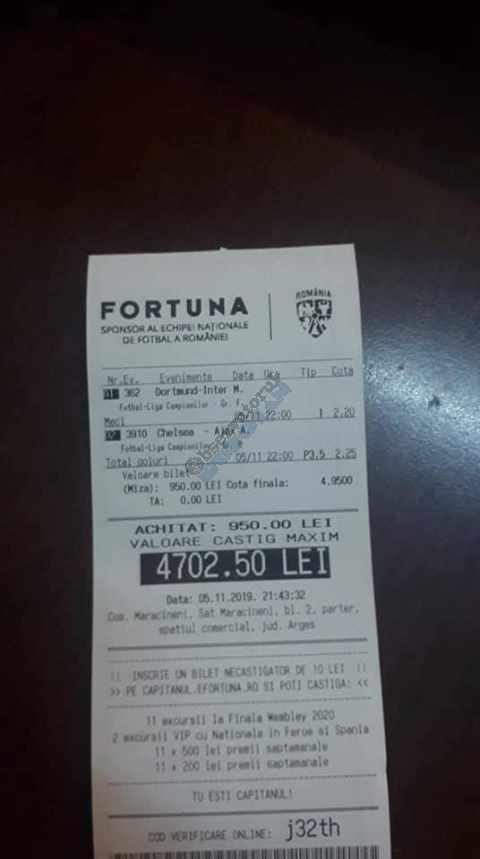 FORTUNA
SPONSOR AL ECHIPEI NAȚIONALE
DE FOTBAL A ROMÂNIEI
ROMÂNIA
Nr.Ev. Evenimente Data Ora Tip Cota
01 362 Dortmund-Inter M.
Fotbal-Liga Campionilor - Gr. F
Meci 05/11 22:00 1 2.20
02 3910 Chelsea - Ajax A.
Fotbal-Liga Campionilor - Gr. H
Total goluri 05/11 22:00 P3.5 2.25
Valoare bilet
(Miza): 950.00 LEI Cota finala: 4.9500
TA: 0.00 LEI
ACHITAT: 950.00 LEI
VALOARE CASTIG MAXIM
4702.50 LEI
Data: 05.11.2019. 21:43:32
Com. Maracineni, Sat Maracineni, bl. 2, parter,
spatiul comercial, jud. Arges
!! INSCRIE UN BILET NECASTIGATOR DE 10 LEI !!
>> PE CAPITANUL.EFORTUNA.RO SI POTI CASTIGA: <<
11 excursii la Finala Wembley 2020
2 excursii VIP cu Nationala in Feroe si Spania
11 x 500 lei premii saptamanale
11 x 200 lei premii saptamanale
TU ESTI CAPITANUL!
COD VERIFICARE ONLINE: j32th